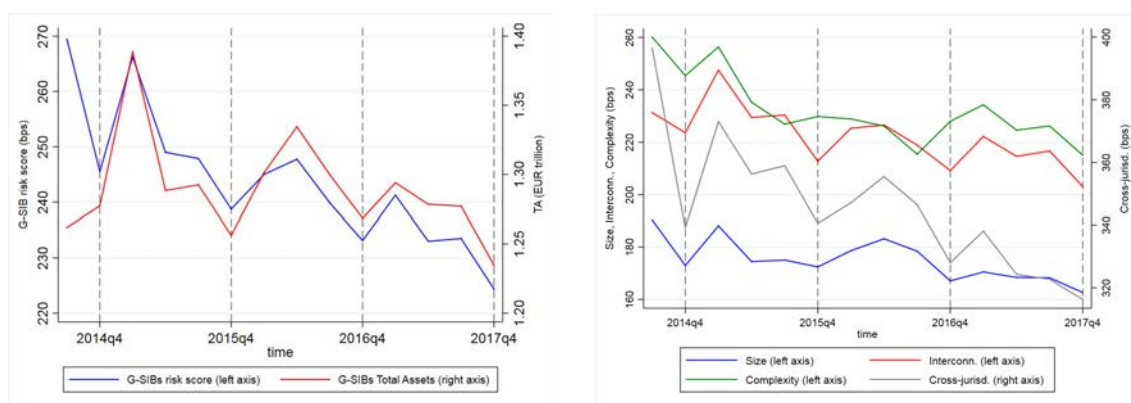 G-SIB risk score (bps)
270
260
250
240
230
220
1.40
1.35
1.30
1.25
1.20
TA (EUR trillion)
2014q4 2015q4 2016q4 2017q4
time
G-SIBs risk score (left axis) G-SIBs Total Assets (right axis)
Size, Interconn., Complexity (bps)
260
240
220
200
180
160
400
380
360
340
320
Cross-jurisd. (bps)
2014q4 2015q4 2016q4 2017q4
time
Size (left axis) Interconn. (left axis)
Complexity (left axis) Cross-jurisd. (right axis)